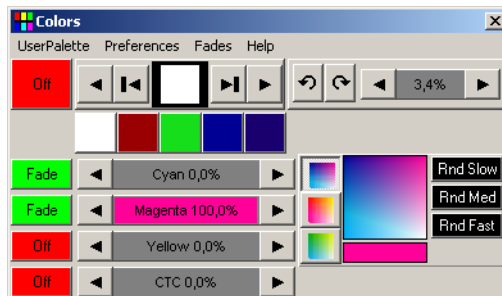 Colors
UserPalette Preferences Fades Help
Off 3,4%
Fade Cyan 0,0% Rnd Slow
Fade Magenta 100,0% Rnd Med
Off Yellow 0,0% Rnd Fast
Off CTC 0,0%